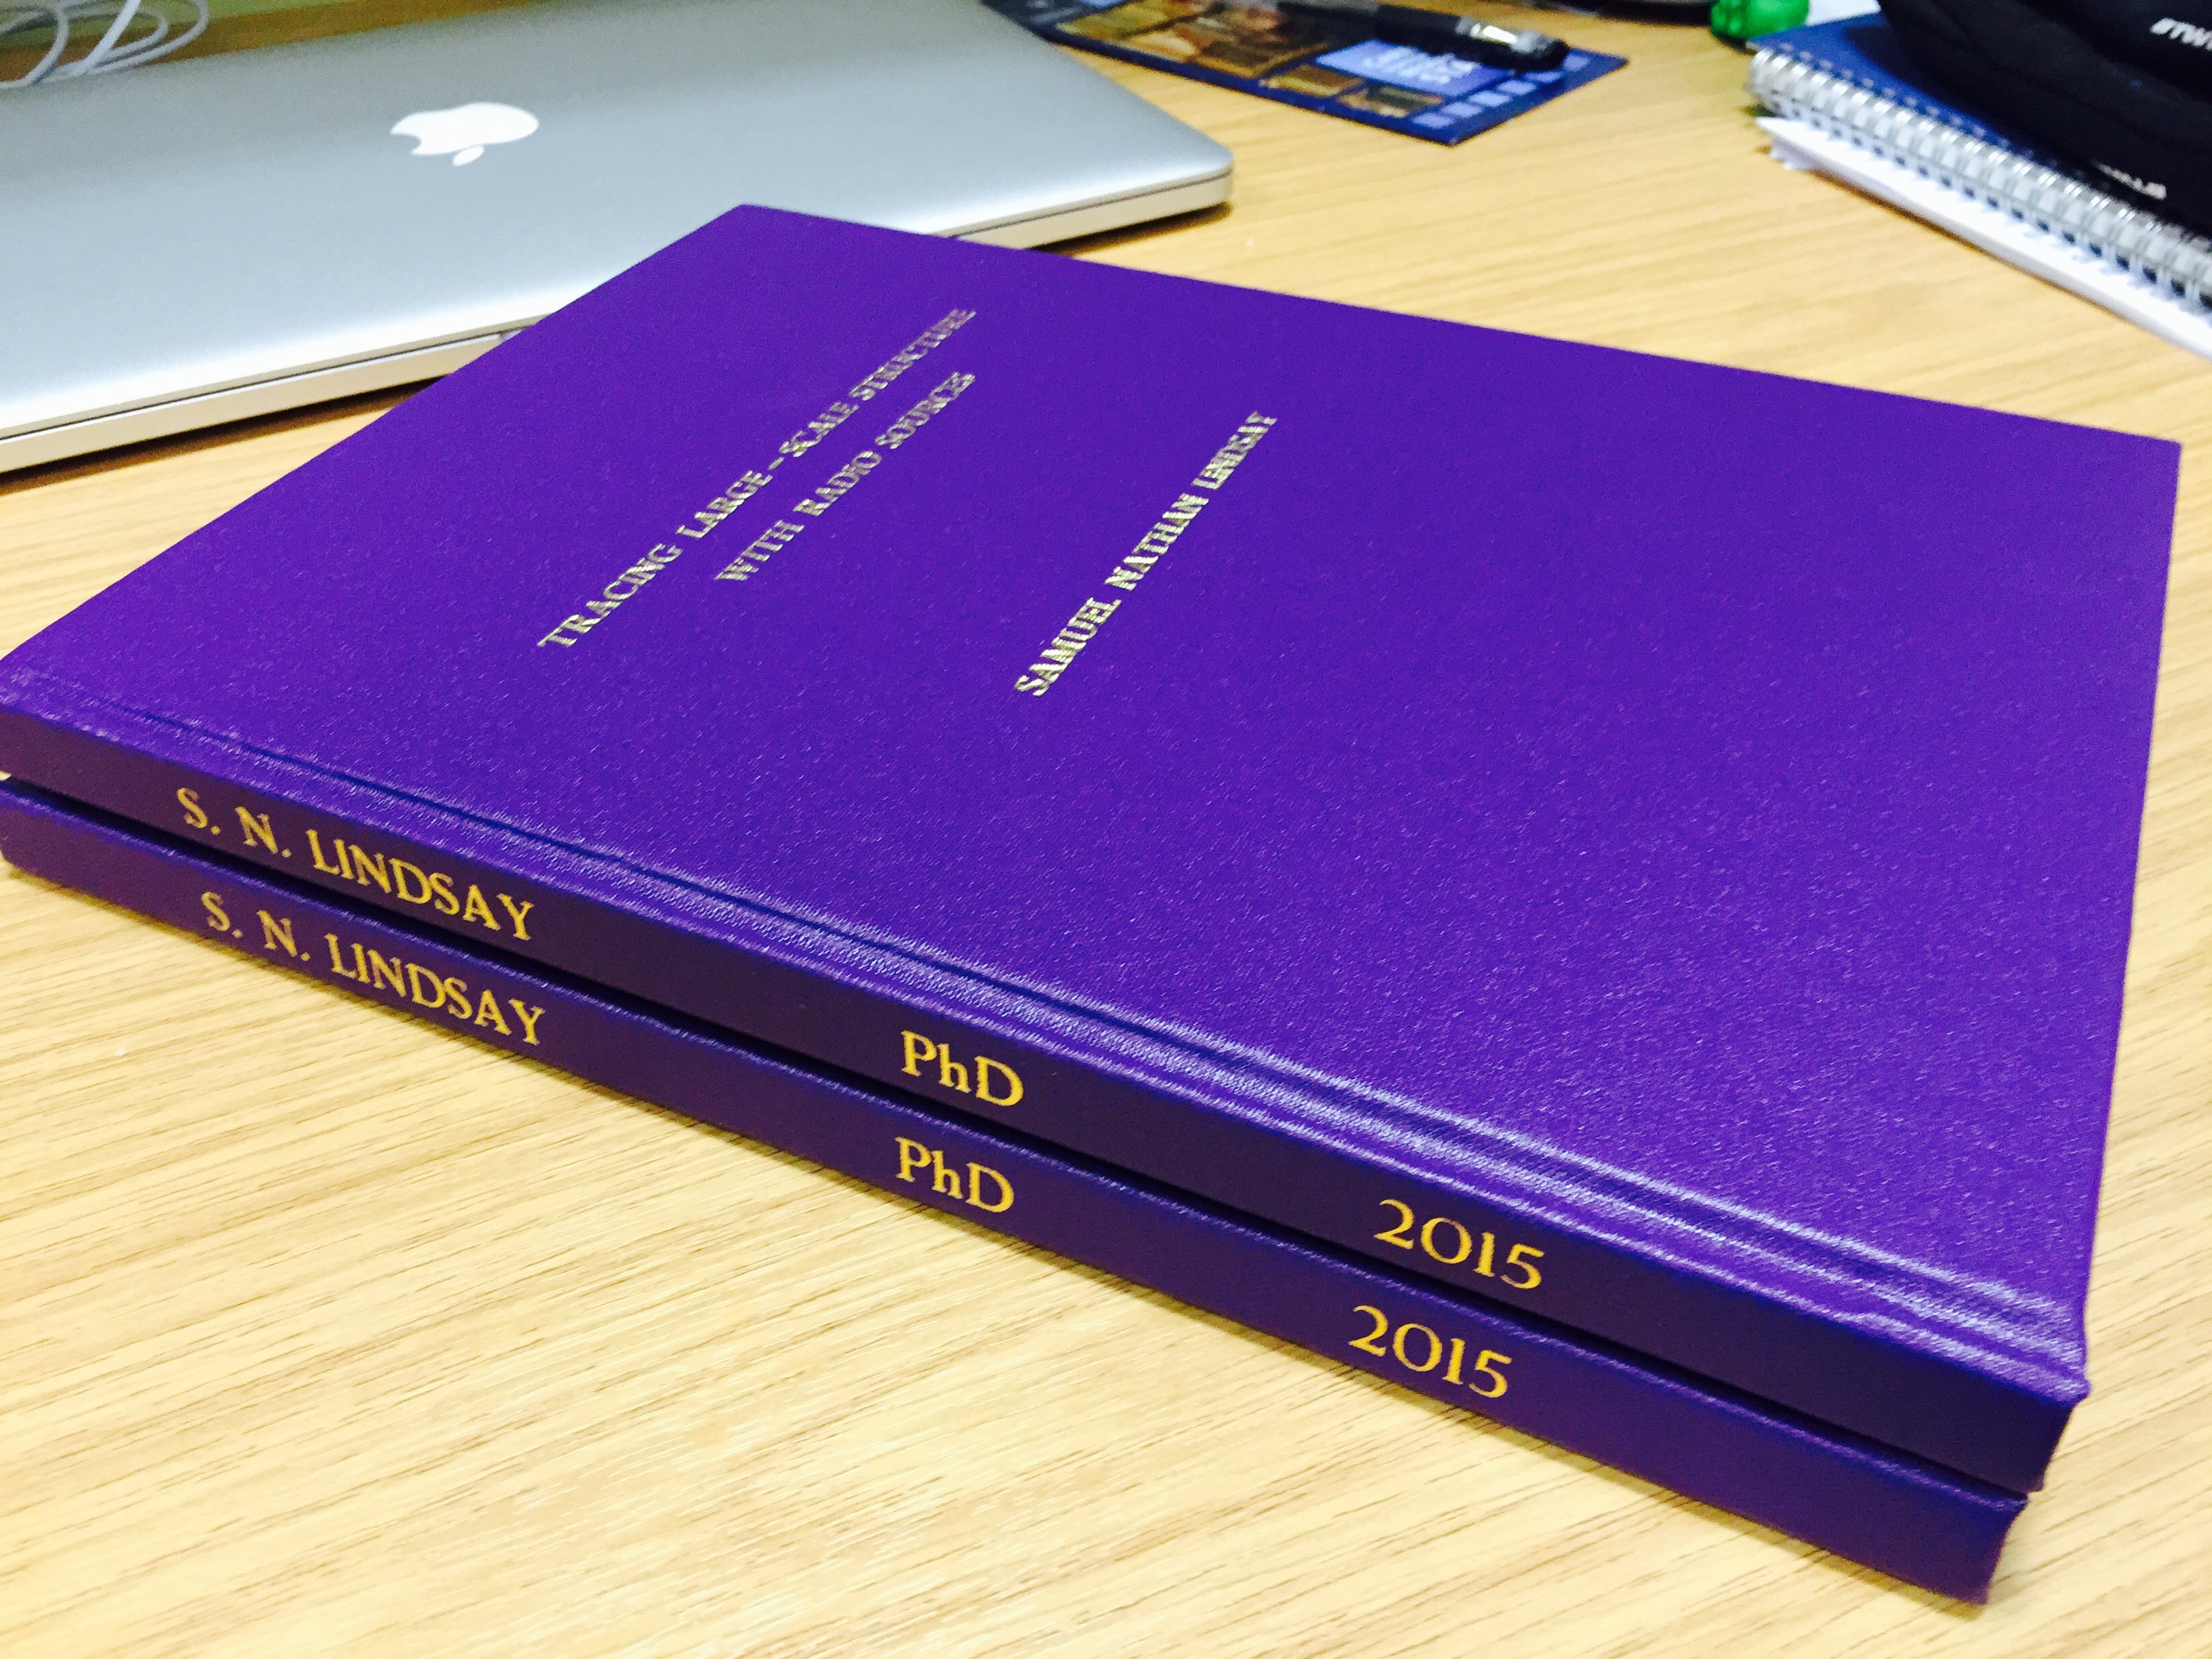 TRACING LARGE-SCALE STRUCTURE
WITH RADIO SOURCES
SAMUEL NATHAN LINDSAY
S. N. LINDSAY PhD 2015
S. N. LINDSAY PhD 2015